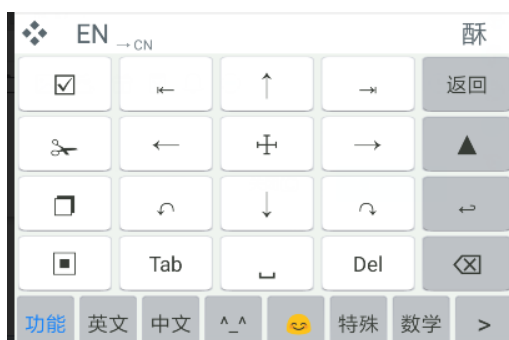 EN → CN 酥
返回
Tab Del
功能 英文 中文 ^_^ 😊 特殊 数学 >